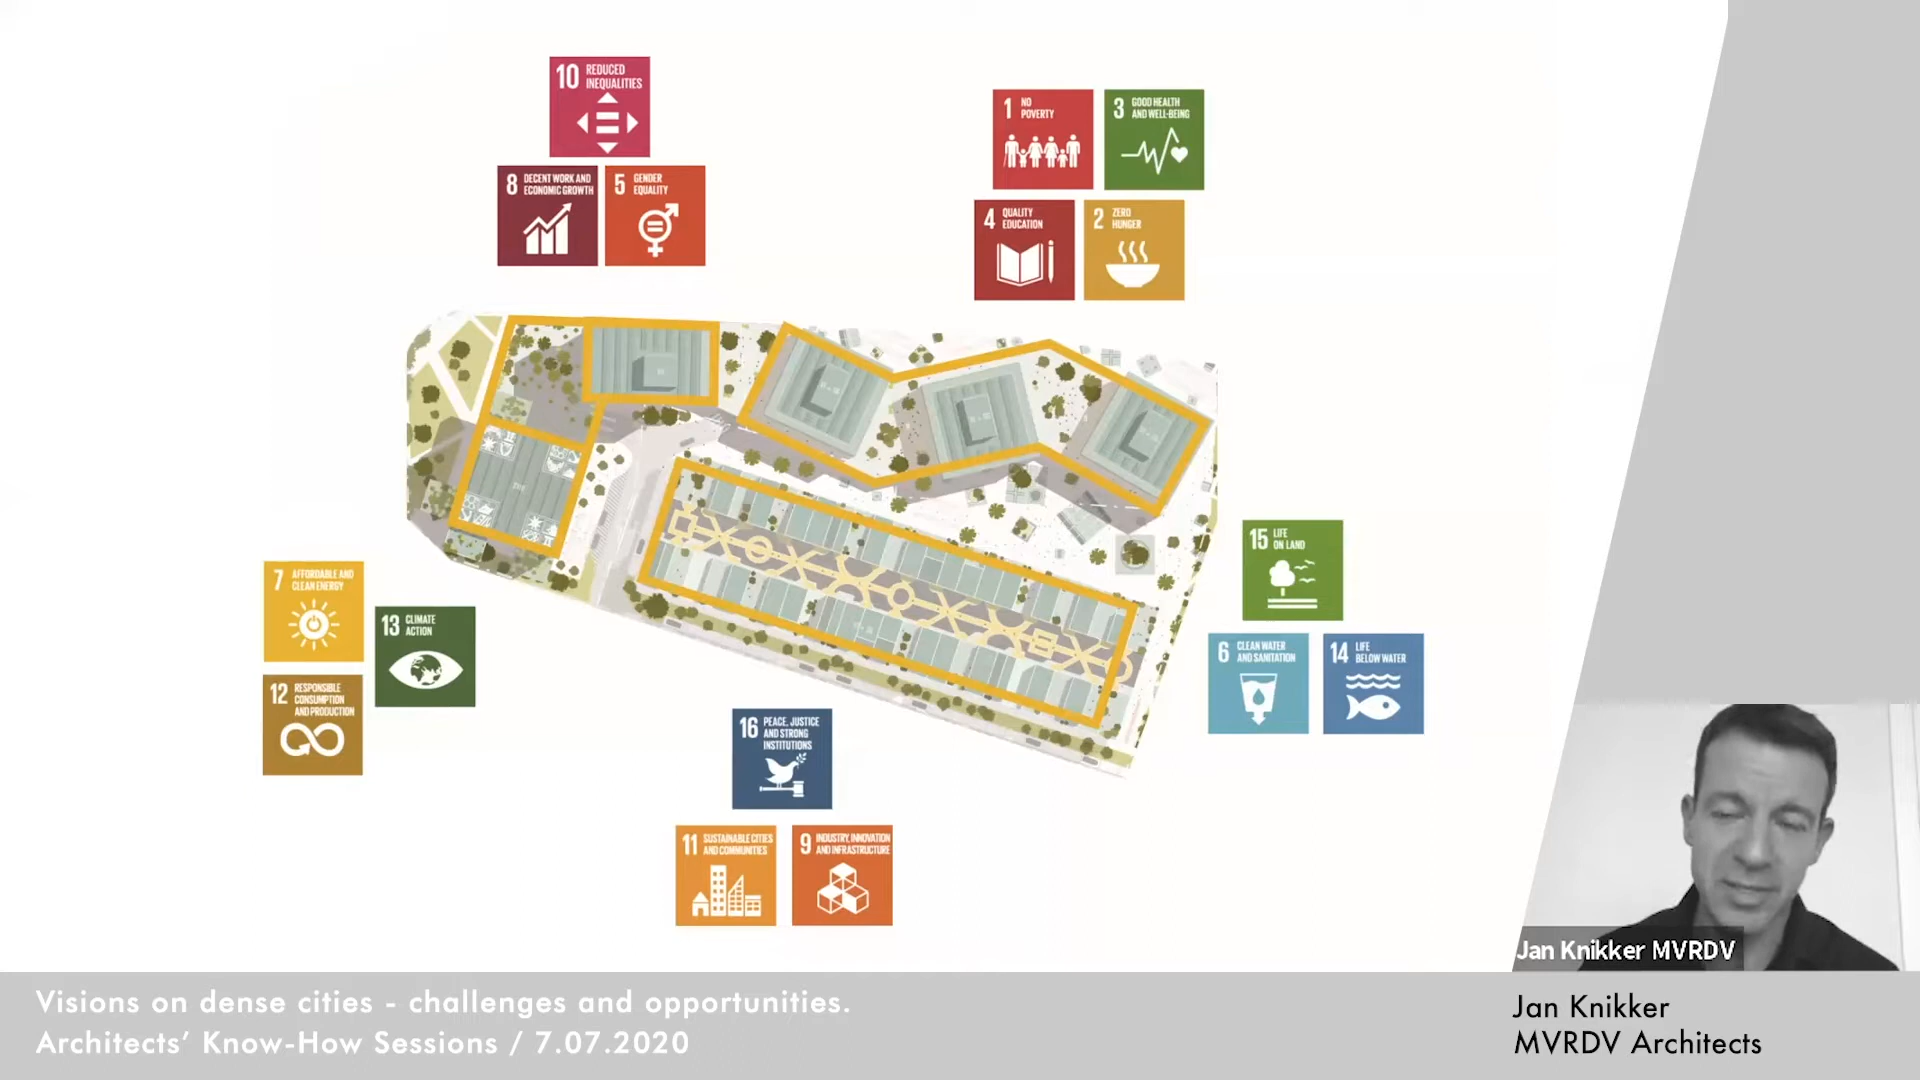 10 REDUCED
INEQUALITIES
8 DECENT WORK AND
ECONOMIC GROWTH
5 GENDER
EQUALITY
1 NO
POVERTY
3 GOOD HEALTH
AND WELL-BEING
4 QUALITY
EDUCATION
2 ZERO
HUNGER
7 AFFORDABLE AND
CLEAN ENERGY
13 CLIMATE
ACTION
12 RESPONSIBLE
CONSUMPTION
AND PRODUCTION
15 LIFE
ON LAND
6 CLEAN WATER
AND SANITATION
14 LIFE
BELOW WATER
16 PEACE, JUSTICE
AND STRONG
INSTITUTIONS
11 SUSTAINABLE CITIES
AND COMMUNITIES
9 INDUSTRY, INNOVATION
AND INFRASTRUCTURE
Jan Knikker MVRDV
Visions on dense cities - challenges and opportunities.
Architects’ Know-How Sessions / 7.07.2020
Jan Knikker
MVRDV Architects